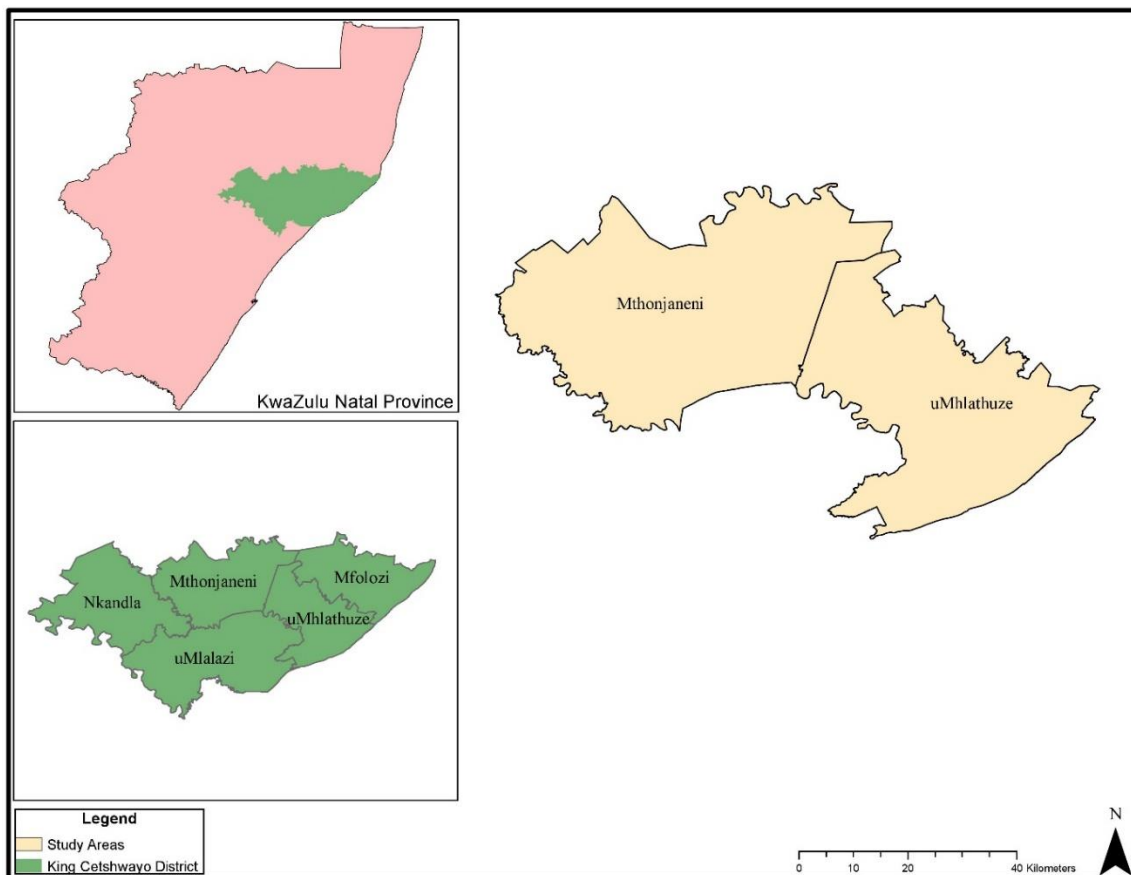 KwaZulu Natal Province
Mthonjaneni
uMhlathuze
Nkandla
Mthonjaneni
Mfolozi
uMhlathuze
uMlalazi
Legend
Study Areas
King Cetshwayo District
N
0 10 20 40 Kilometers